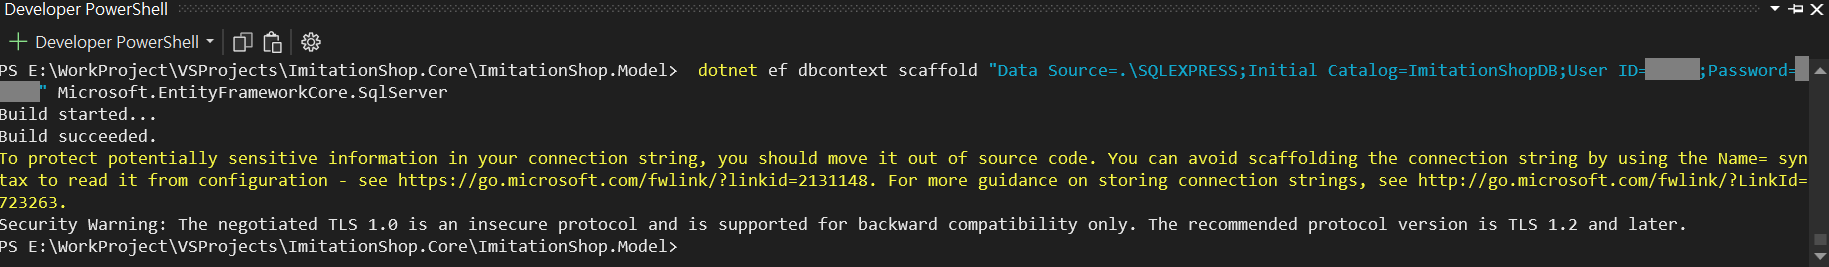 Developer PowerShell
Developer PowerShell
PS E:\WorkProject\VSProjects\ImitationShop.Core\ImitationShop.Model>  dotnet ef dbcontext scaffold "Data Source=.\SQLEXPRESS;Initial Catalog=ImitationShopDB;User ID= ;Password=
" Microsoft.EntityFrameworkCore.SqlServer
Build started...
Build succeeded.
To protect potentially sensitive information in your connection string, you should move it out of source code. You can avoid scaffolding the connection string by using the Name= syn
tax to read it from configuration - see https://go.microsoft.com/fwlink/?linkid=2131148. For more guidance on storing connection strings, see http://go.microsoft.com/fwlink/?LinkId=
723263.
Security Warning: The negotiated TLS 1.0 is an insecure protocol and is supported for backward compatibility only. The recommended protocol version is TLS 1.2 and later.
PS E:\WorkProject\VSProjects\ImitationShop.Core\ImitationShop.Model>